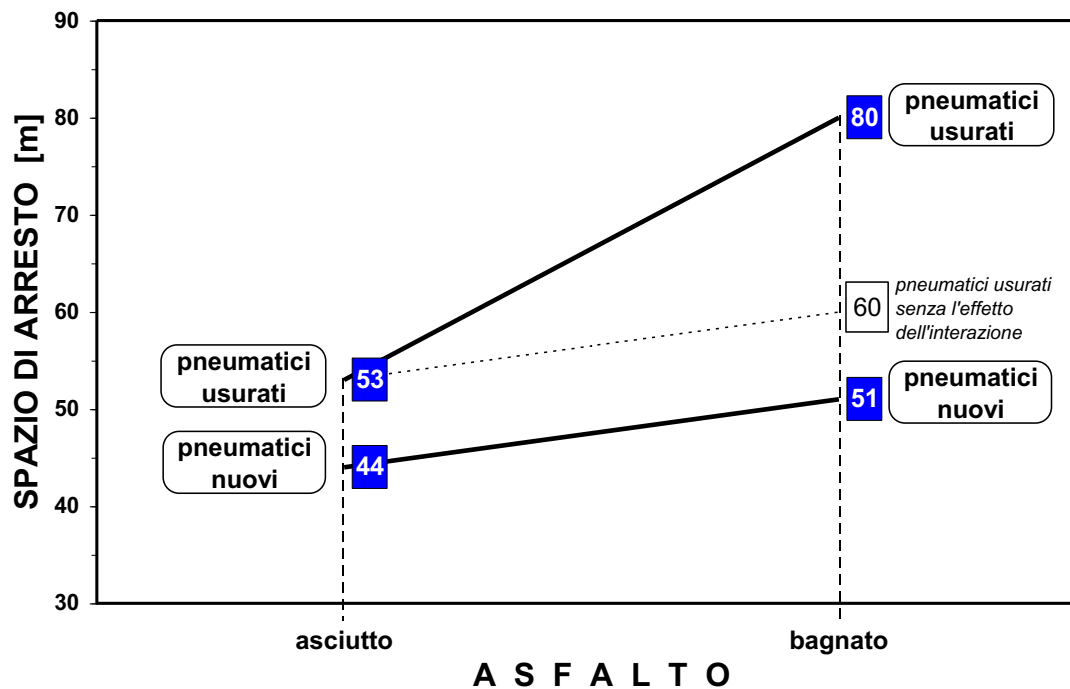 90
80
70
60
50
40
30
SPAZIO DI ARRESTO [m]
pneumatici
usurati
80
pneumatici usurati
senza l'effetto
dell'interazione
60
pneumatici
usurati
53
pneumatici
nuovi
51
pneumatici
nuovi
44
asciutto
bagnato
A S F A L T O